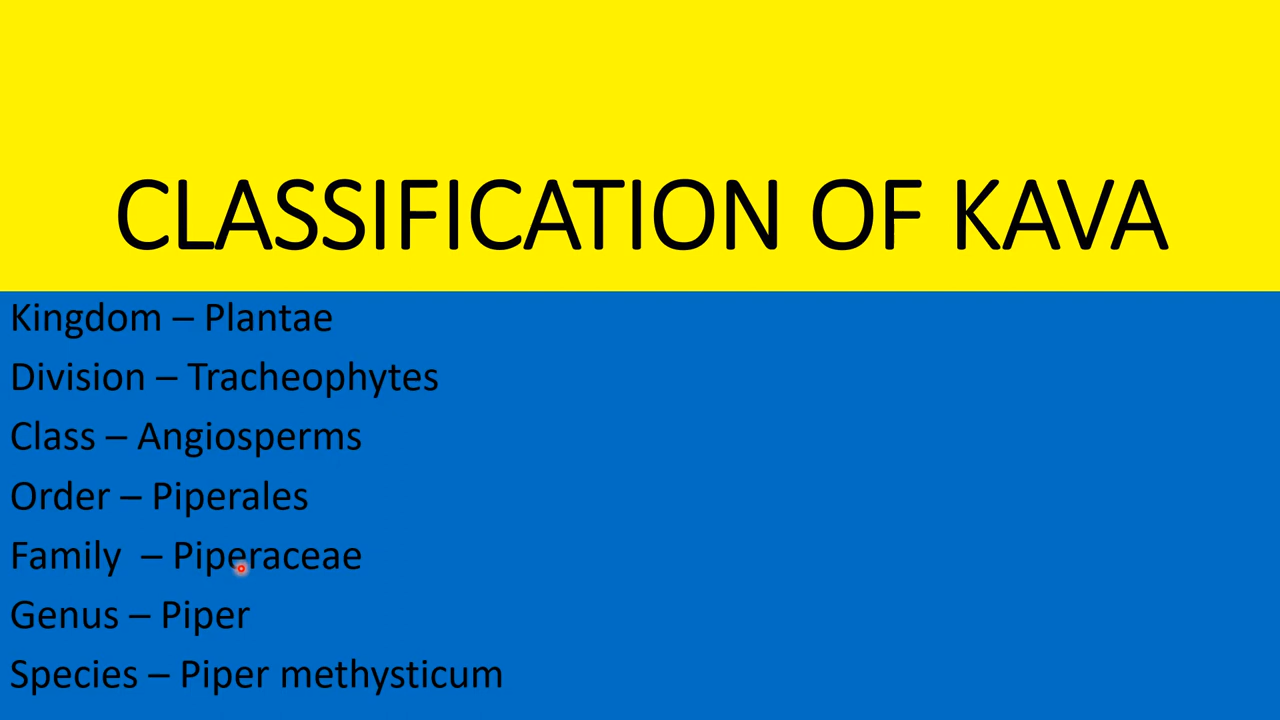 CLASSIFICATION OF KAVA
Kingdom – Plantae
Division – Tracheophytes
Class – Angiosperms
Order – Piperales
Family – Piperaceae
Genus – Piper
Species – Piper methysticum